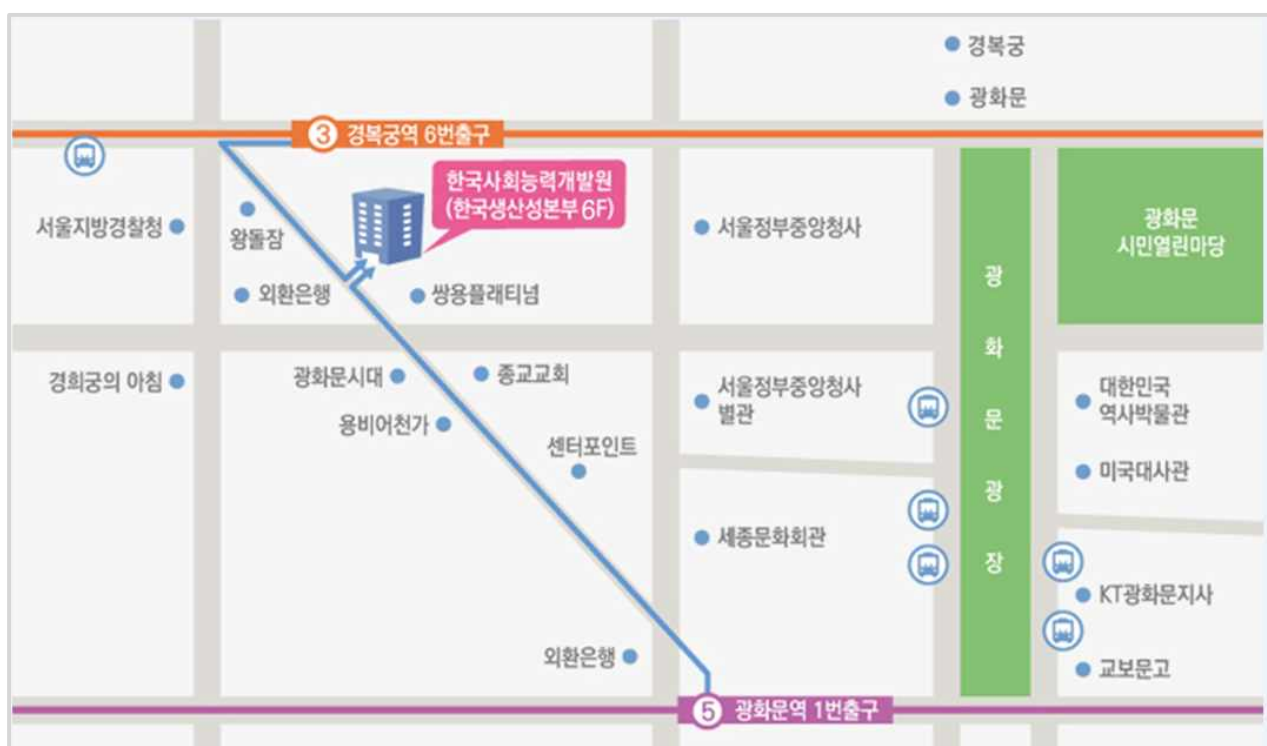 경복궁
광화문
3 경복궁역 6번출구
한국사회능력개발원
(한국생산성본부 6F)
서울지방경찰청
왕돌잠
서울정부중앙청사
광화문
시민열린마당
외환은행
쌍용플래티넘
광
화
문
광
장
경희궁의 아침
광화문시대
종교교회
서울정부중앙청사
별관
대한민국
역사박물관
용비어천가
센터포인트
미국대사관
세종문화회관
KT광화문지사
외환은행
교보문고
5 광화문역 1번출구